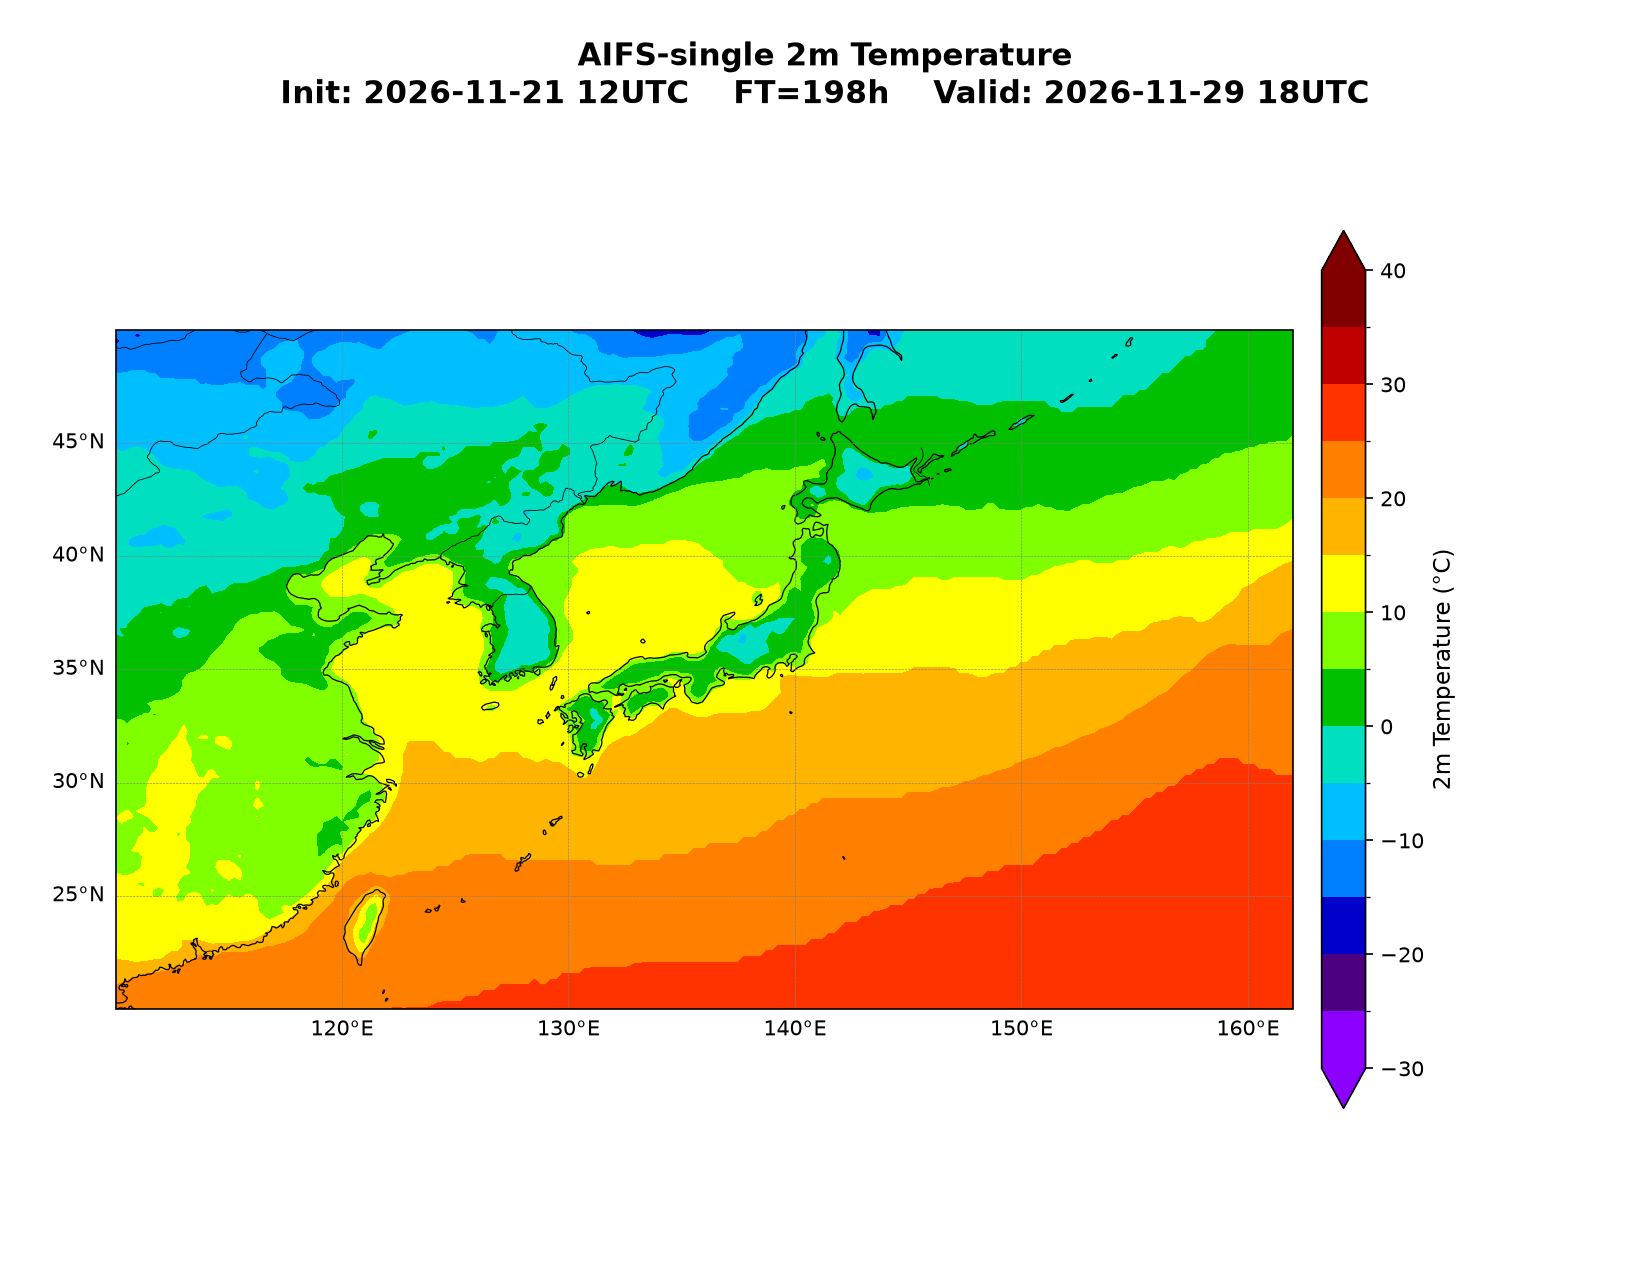 AIFS-single 2m Temperature
Init: 2026-11-21 12UTC    FT=198h    Valid: 2026-11-29 18UTC
40
30
20
10
0
−10
−20
−30
2m Temperature (°C)
45°N
40°N
35°N
30°N
25°N
120°E
130°E
140°E
150°E
160°E